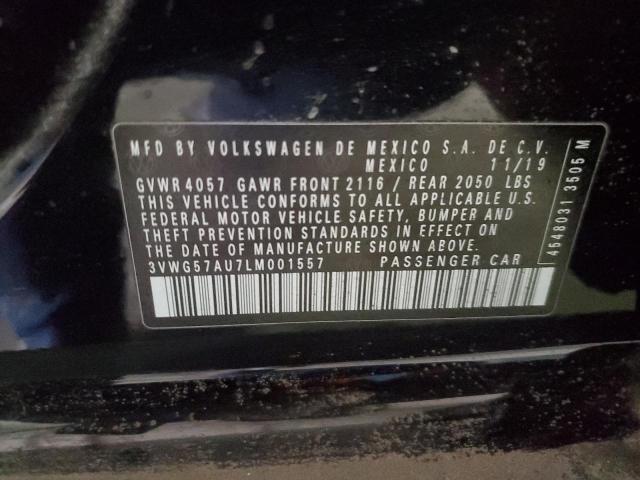 MFD BY VOLKSWAGEN DE MEXICO S.A. DE C.V.
MEXICO 11/19
GVWR 4057 GAWR FRONT 2116 / REAR 2050 LBS
THIS VEHICLE CONFORMS TO ALL APPLICABLE U.S.
FEDERAL MOTOR VEHICLE SAFETY, BUMPER AND
THEFT PREVENTION STANDARDS IN EFFECT ON
THE DATE OF MANUFACTURE SHOWN ABOVE.
3VWG57AU7LM001557 PASSENGER CAR
4548031 3505 M